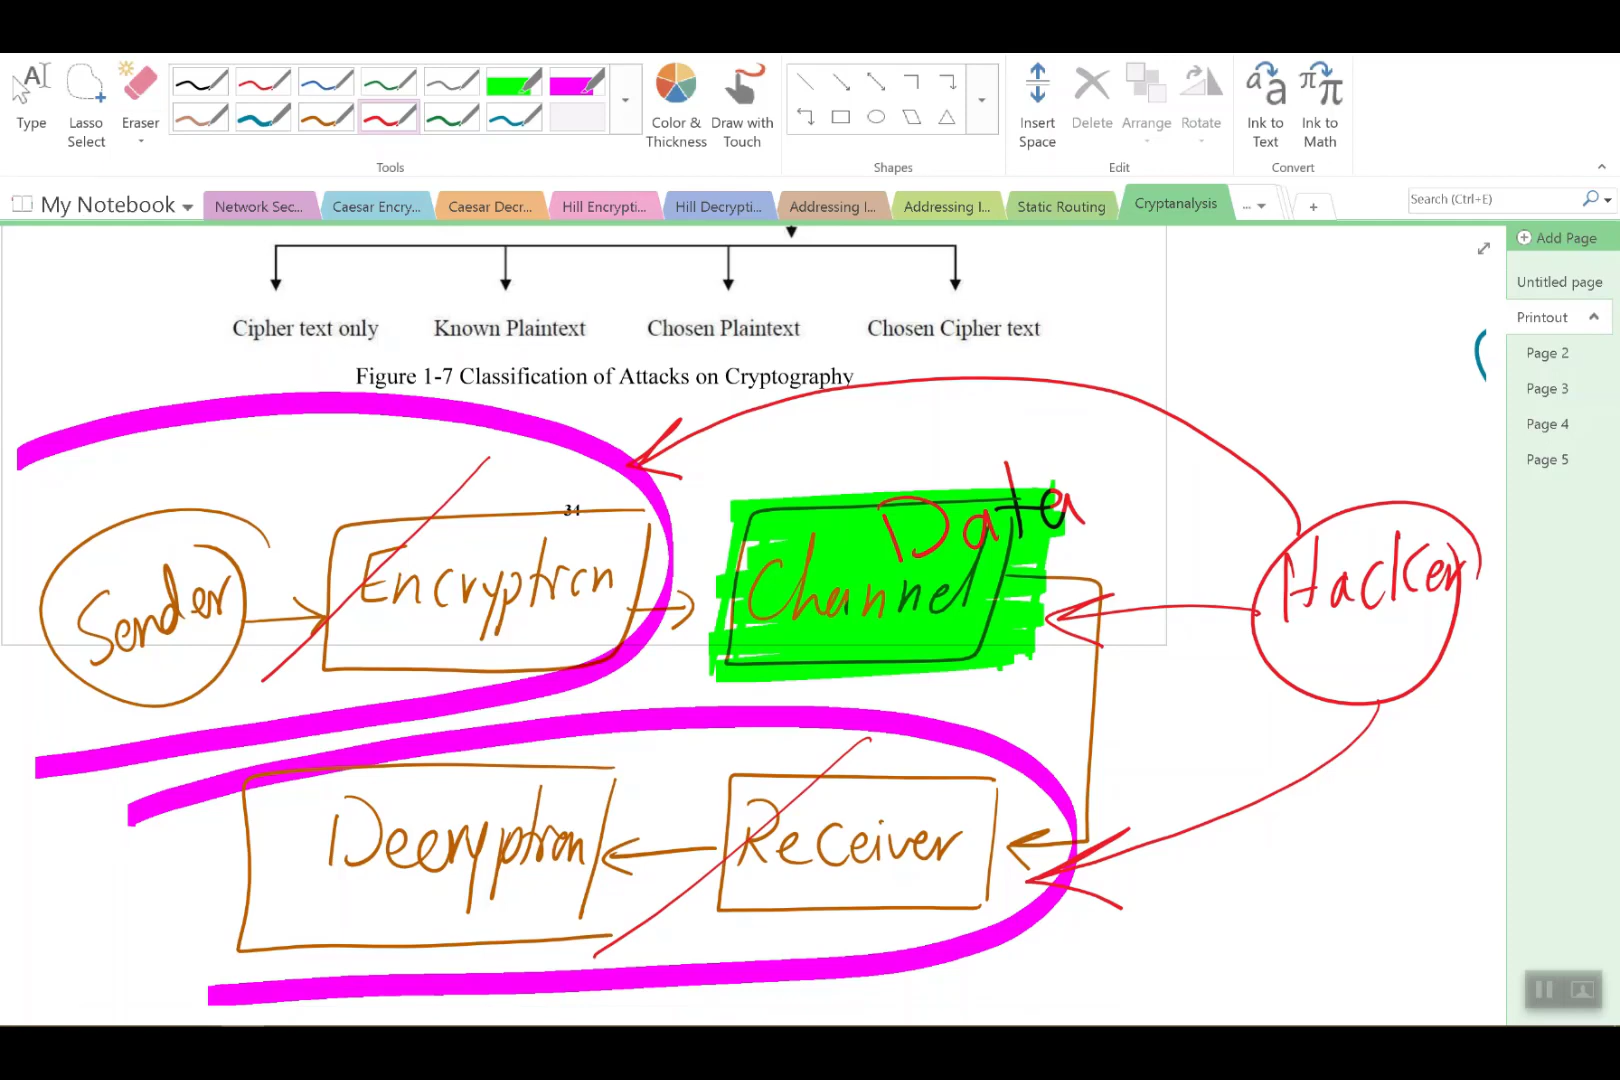 Type
Lasso Select
Eraser
Color & Thickness
Draw with Touch
Insert Space
Delete
Arrange
Rotate
Ink to Text
Ink to Math
Tools
Shapes
Edit
Convert
My Notebook
Network Sec...
Caesar Encry...
Caesar Decr...
Hill Encrypti...
Hill Decrypti...
Addressing I...
Addressing I...
Static Routing
Cryptanalysis
...
Search (Ctrl+E)
Add Page
Untitled page
Printout
Page 2
Page 3
Page 4
Page 5
Cipher text only
Known Plaintext
Chosen Plaintext
Chosen Cipher text
Figure 1-7 Classification of Attacks on Cryptography
34
Sender
Encryption
Data
Channel
Hacker
Decryption
Receiver